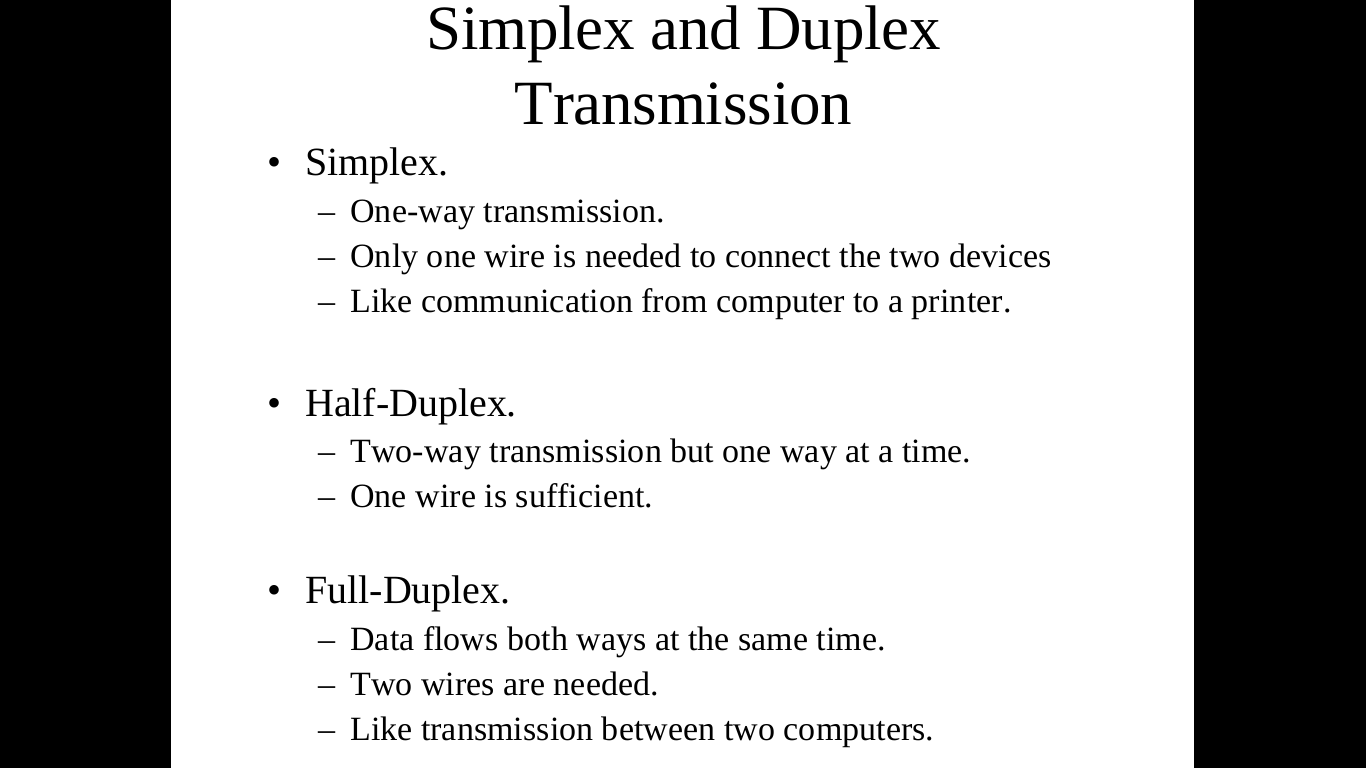 Simplex and Duplex
Transmission
• Simplex.
– One-way transmission.
– Only one wire is needed to connect the two devices
– Like communication from computer to a printer.
• Half-Duplex.
– Two-way transmission but one way at a time.
– One wire is sufficient.
• Full-Duplex.
– Data flows both ways at the same time.
– Two wires are needed.
– Like transmission between two computers.